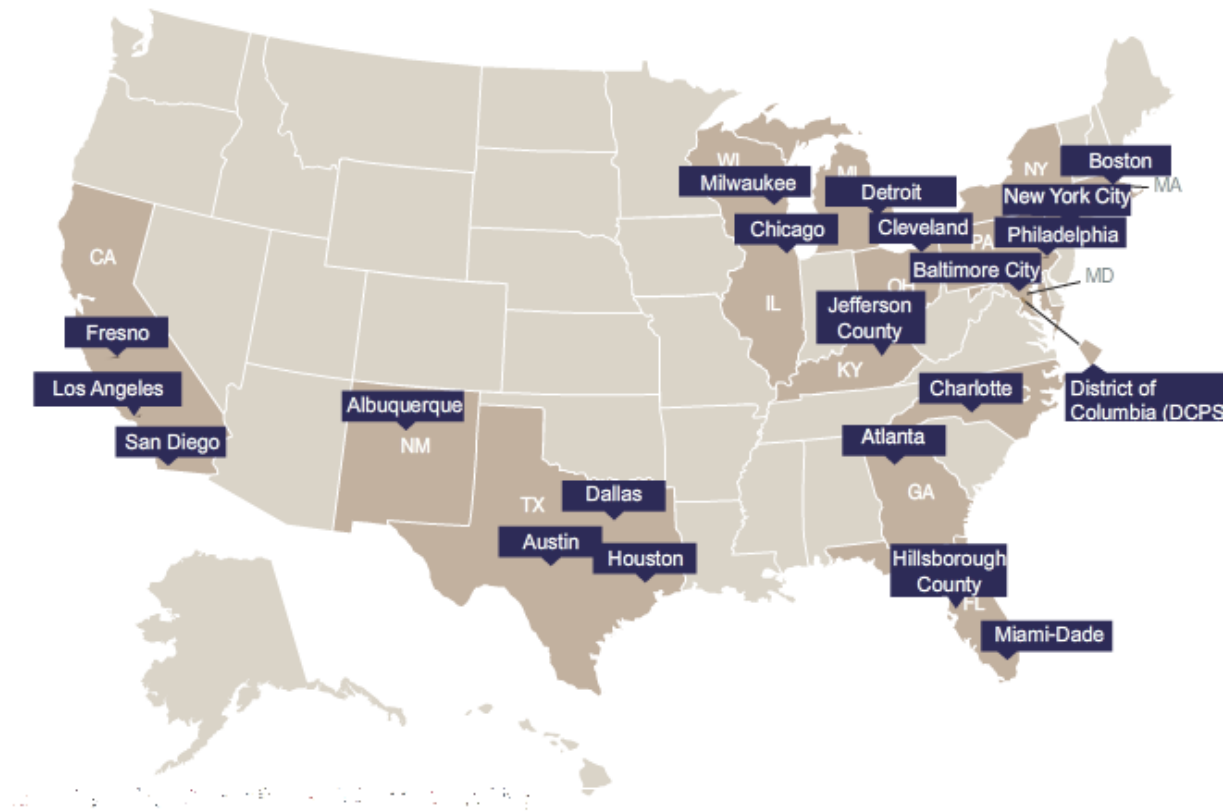 WI
Milwaukee
MI
Detroit
NY
Boston
MA
New York City
Chicago
Cleveland
PA
Philadelphia
CA
Baltimore City
MD
OH
IL
Jefferson
County
Fresno
KY
Los Angeles
Charlotte
C
District of
Columbia (DCPS
Albuquerque
San Diego
NM
Atlanta
GA
Dallas
TX
Austin
Houston
Hillsborough
County
FL
Miami-Dade